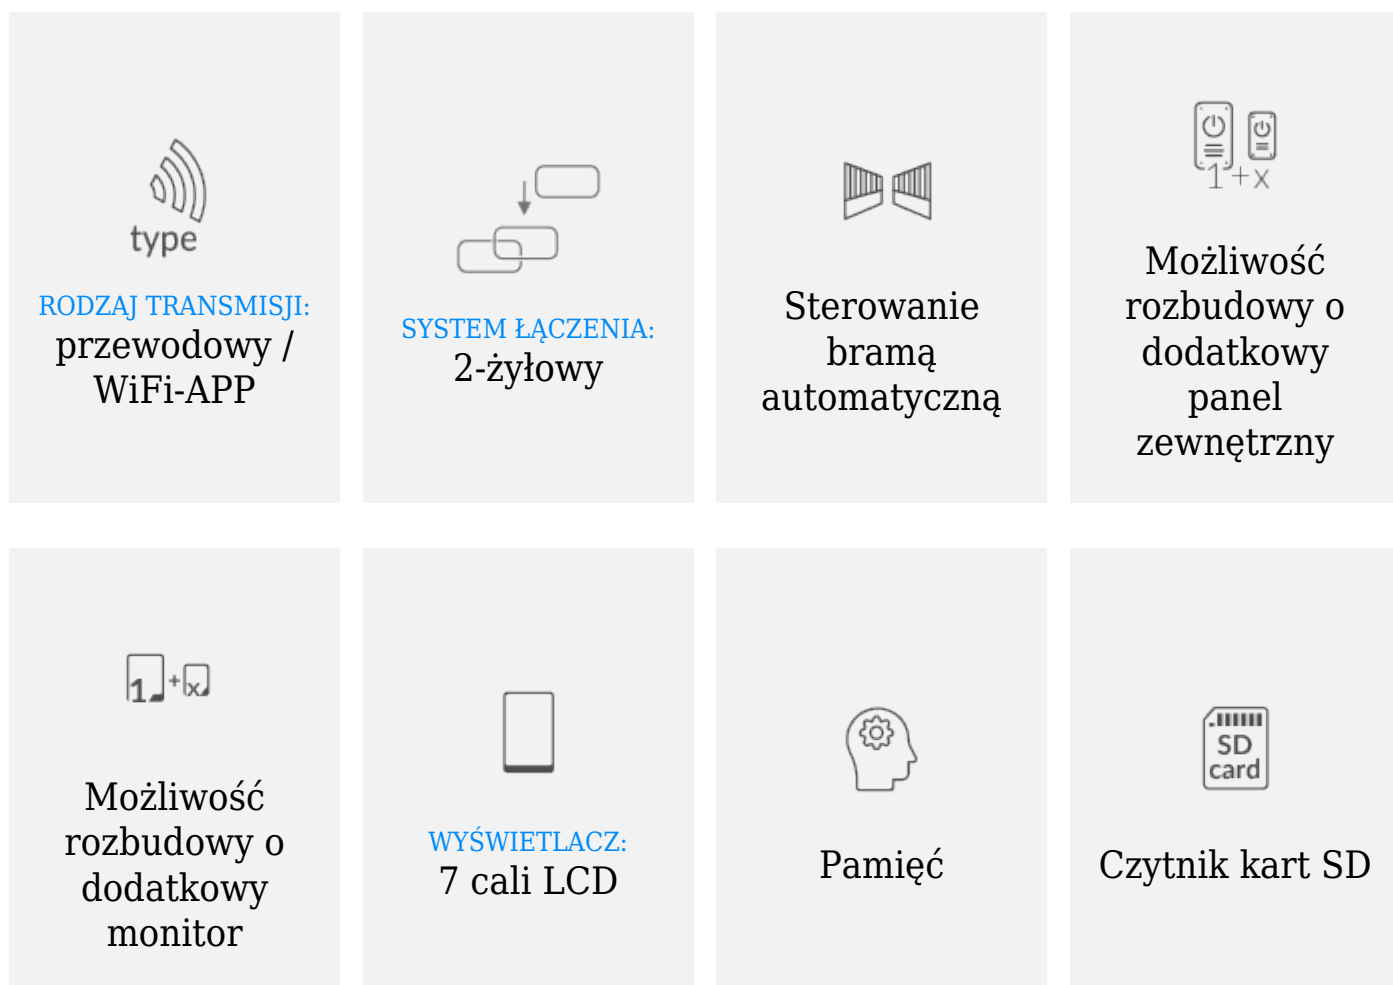 type
RODZAJ TRANSMISJI:
przewodowy /
WiFi-APP
SYSTEM ŁĄCZENIA:
2-żyłowy
Sterowanie
bramą
automatyczną
1+x
Możliwość
rozbudowy o
dodatkowy
panel
zewnętrzny
1+x
Możliwość
rozbudowy o
dodatkowy
monitor
WYŚWIETLACZ:
7 cali LCD
Pamięć
SD
card
Czytnik kart SD